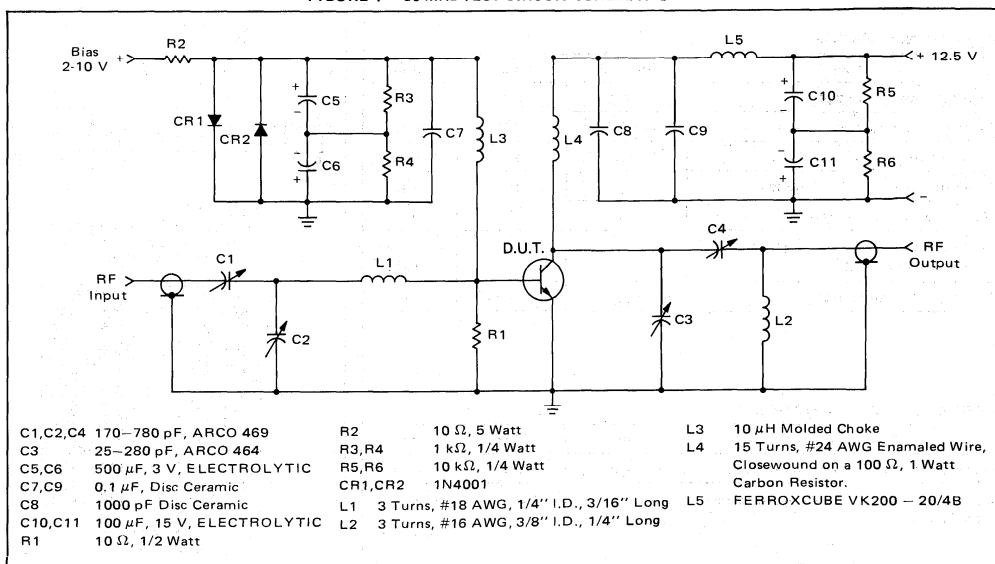 Bias
2-10 V
+
R2
CR1
CR2
+
C5
-
-
C6
+
R3
R4
C7
L3
L4
C8
C9
L5
+
C10
-
-
C11
+
R5
R6
+ 12.5 V
-
RF
Input
C1
C2
L1
R1
D.U.T.
C4
C3
L2
RF
Output
C1,C2,C4 170–780 pF, ARCO 469
C3 25–280 pF, ARCO 464
C5,C6 500 μF, 3 V, ELECTROLYTIC
C7,C9 0.1 μF, Disc Ceramic
C8 1000 pF Disc Ceramic
C10,C11 100 μF, 15 V, ELECTROLYTIC
R1 10 Ω, 1/2 Watt
R2 10 Ω, 5 Watt
R3,R4 1 kΩ, 1/4 Watt
R5,R6 10 kΩ, 1/4 Watt
CR1,CR2 1N4001
L1 3 Turns, #18 AWG, 1/4'' I.D., 3/16'' Long
L2 3 Turns, #16 AWG, 3/8'' I.D., 1/4'' Long
L3 10 μH Molded Choke
L4 15 Turns, #24 AWG Enamaled Wire,
Closewound on a 100 Ω, 1 Watt
Carbon Resistor.
L5 FERROXCUBE VK200 – 20/4B